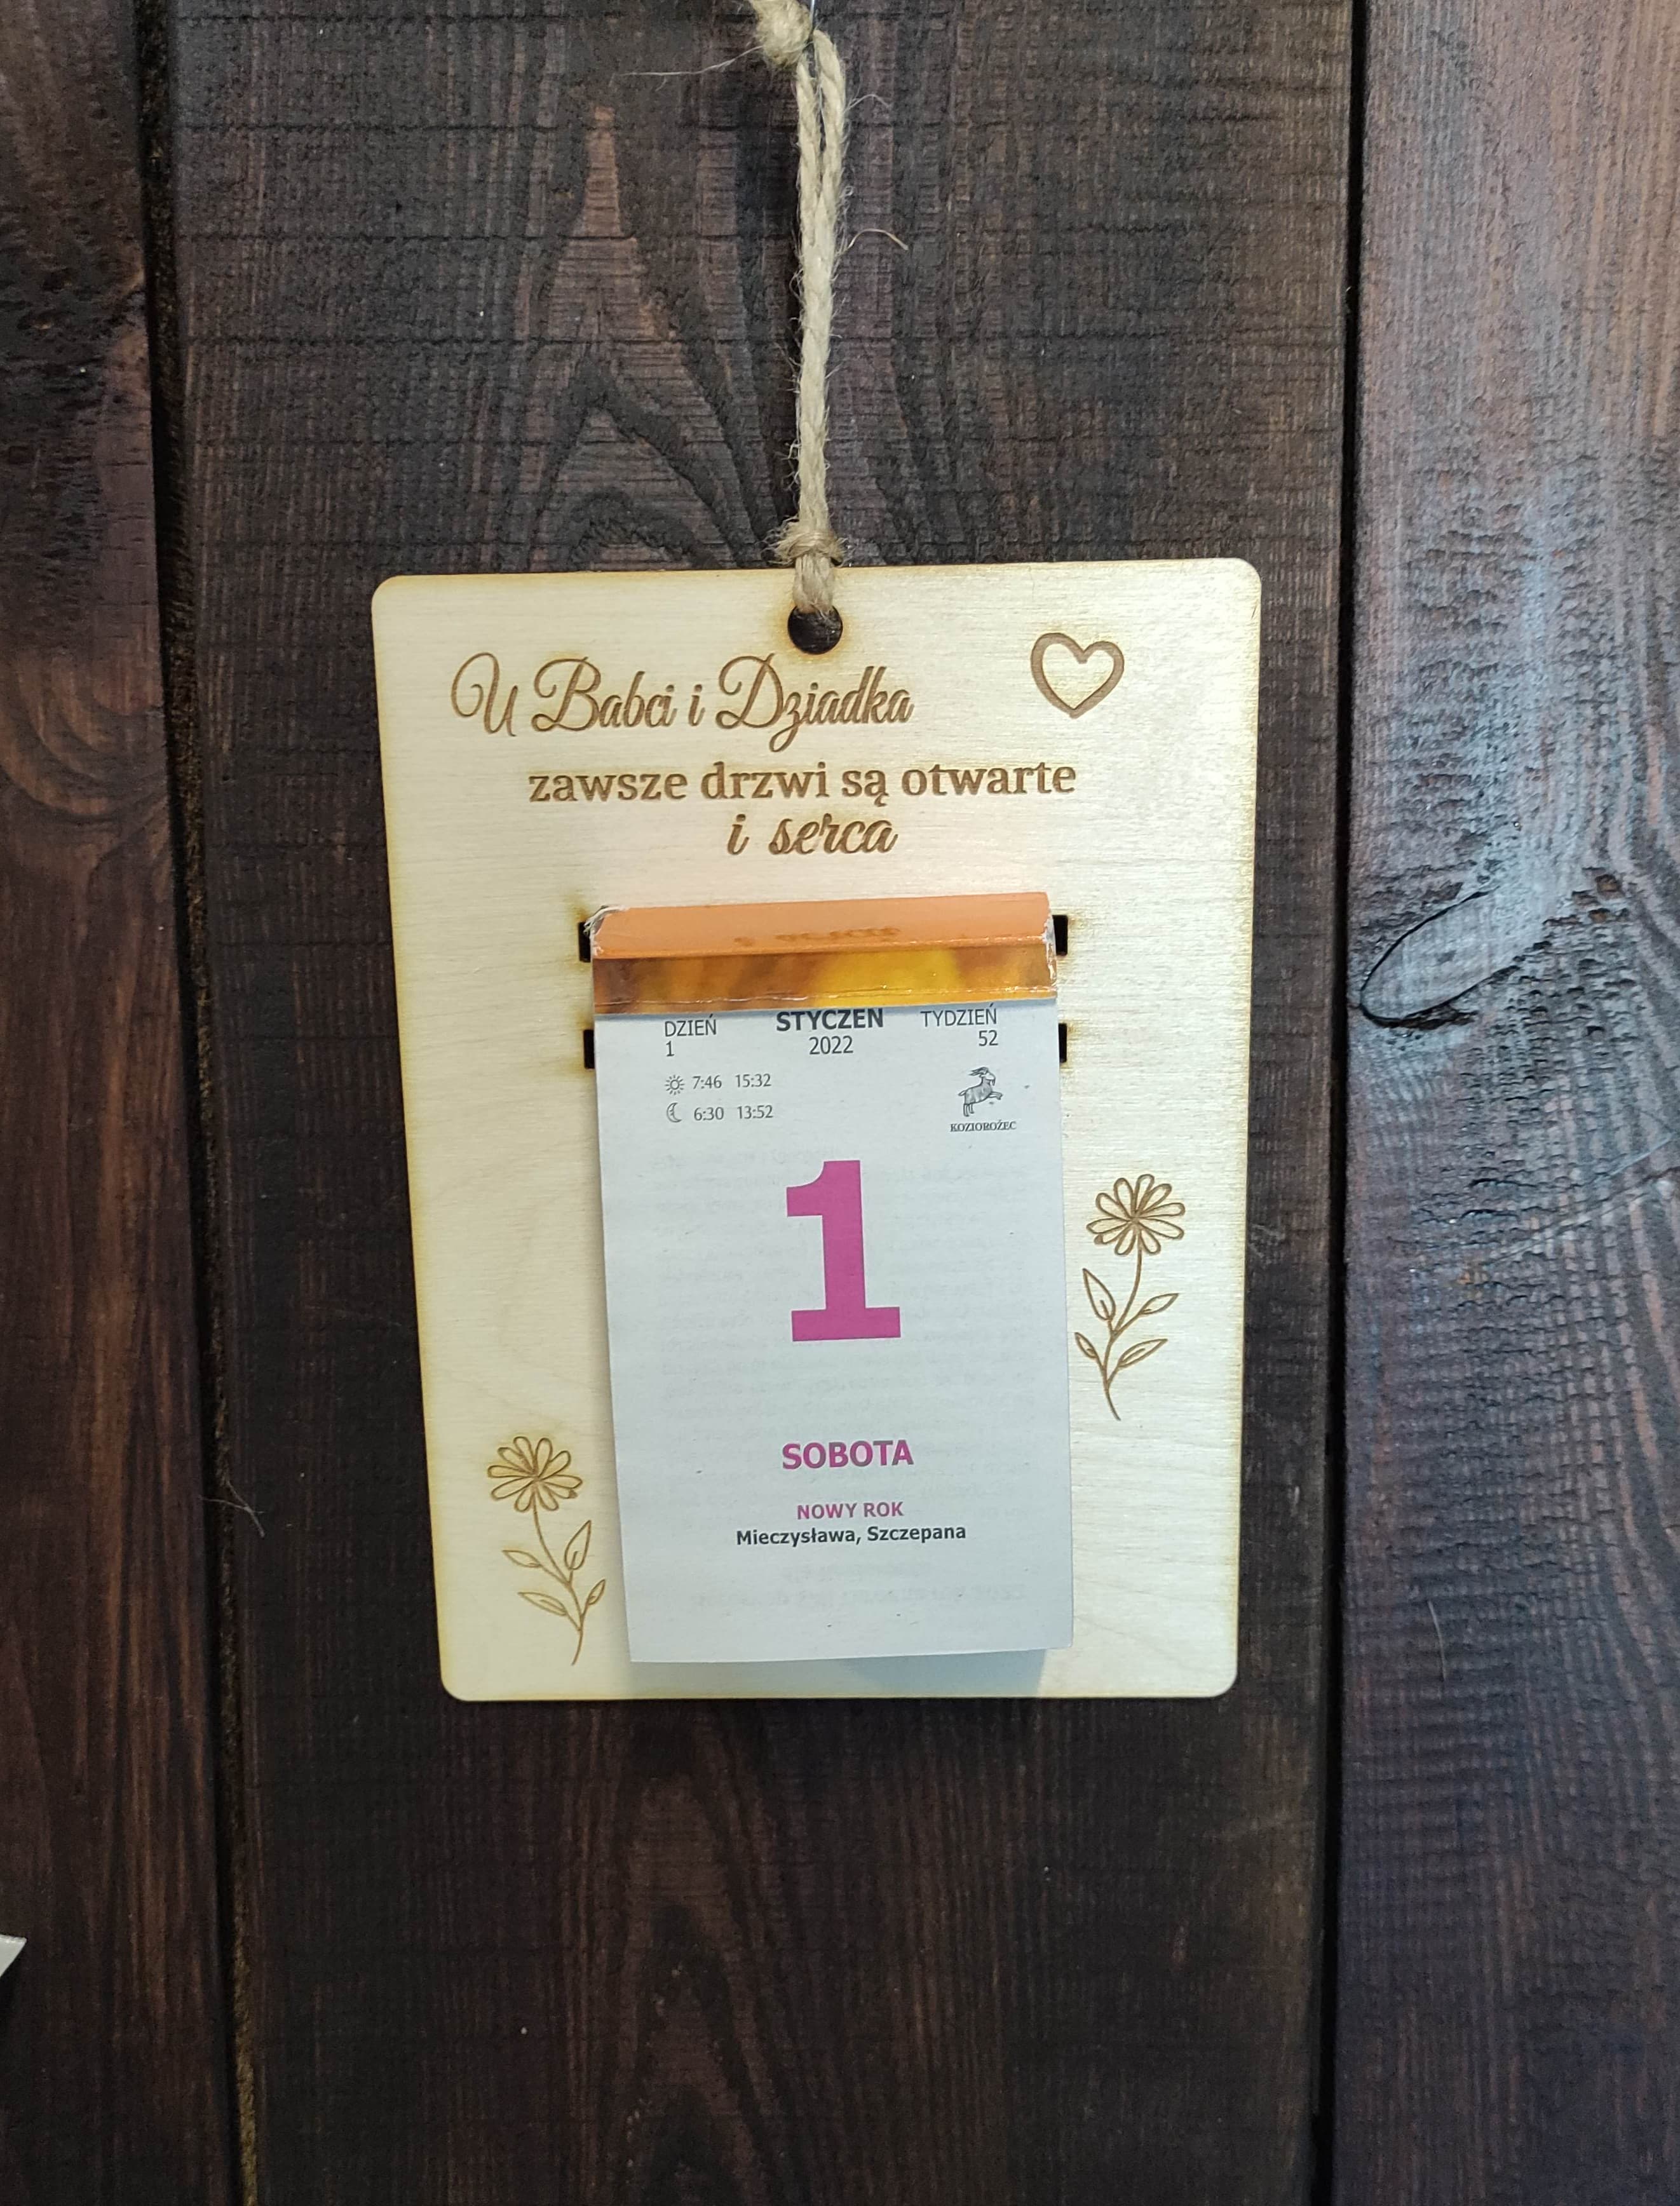 U Babci i Dziadka
zawsze drzwi są otwarte
i serca
DZIEŃ STYCZEŃ TYDZIEŃ
1 2022 52
7:46 15:32
6:30 13:52
KOZIOROŻEC
1
SOBOTA
NOWY ROK
Mieczysława, Szczepana